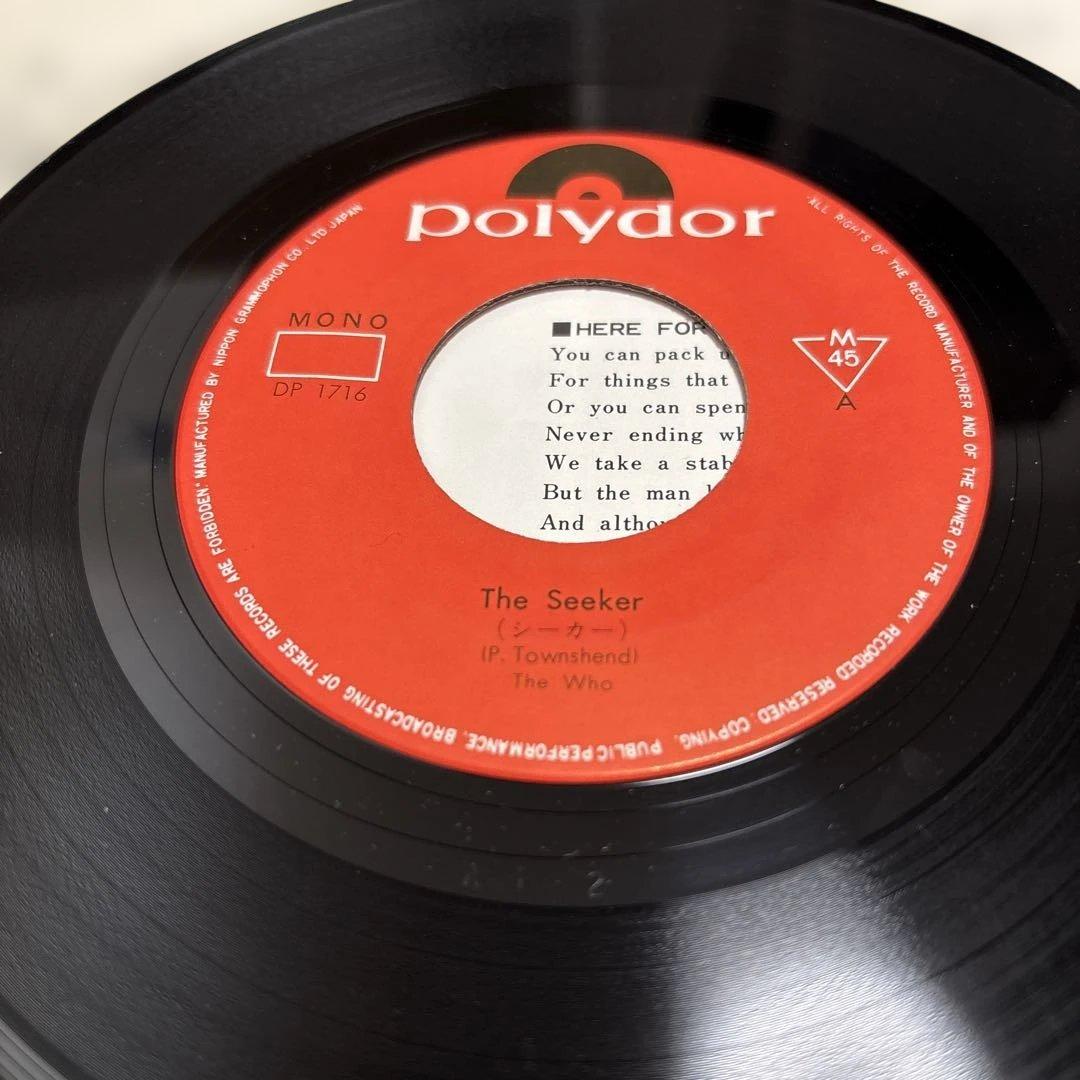 polydor
MONO
DP 1716
M
45
A
■HERE FOR
You can pack u
For things that
Or you can spen
Never ending wh
We take a stab
But the man
And althou
The Seeker
(シーカー)
(P. Townshend)
The Who
ALL RIGHTS OF THE RECORD MANUFACTURER AND OF THE OWNER OF THE WORK RECORDED RESERVED. COPYING, PUBLIC PERFORMANCE, BROADCASTING OF THESE RECORDS ARE FORBIDDEN." MANUFACTURED BY NIPPON GRAMMOPHON CO., LTD JAPAN